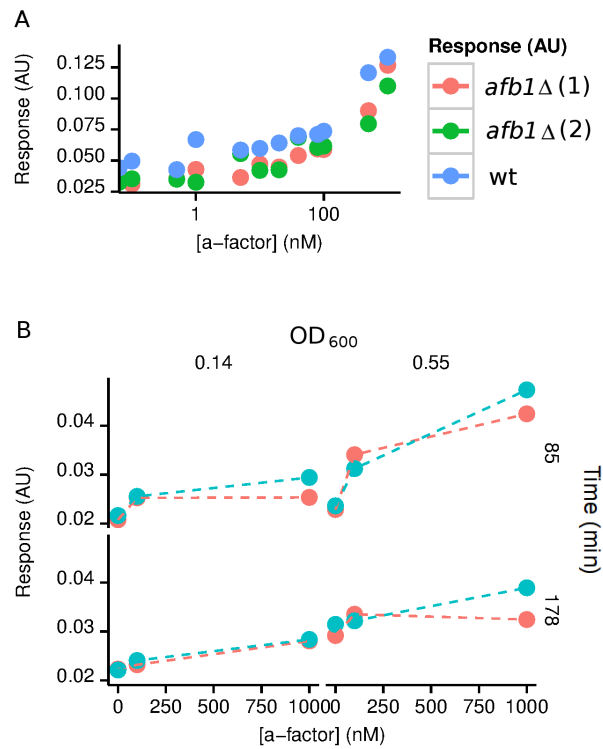 A
Response (AU)
0.125
0.100
0.075
0.050
0.025
1
100
[a−factor] (nM)
Response (AU)
afb1Δ(1)
afb1Δ(2)
wt
B
OD600
0.14
0.55
Response (AU)
0.04
0.03
0.02
0.04
0.03
0.02
85
178
Time (min)
0
250
500
750
1000
0
250
500
750
1000
[a−factor] (nM)